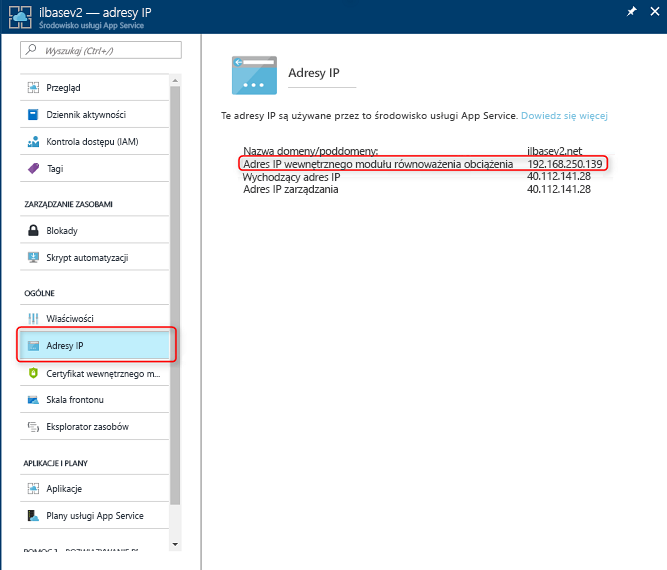 ilbasev2 — adresy IP
Środowisko usługi App Service
Wyszukaj (Ctrl+/)
Przegląd
Dziennik aktywności
Kontrola dostępu (IAM)
Tagi
ZARZĄDZANIE ZASOBAMI
Blokady
Skrypt automatyzacji
OGÓLNE
Właściwości
Adresy IP
Certyfikat wewnętrznego m...
Skala frontonu
Eksplorator zasobów
APLIKACJE I PLANY
Aplikacje
Plany usługi App Service
Adresy IP
Te adresy IP są używane przez to środowisko usługi App Service. Dowiedz się więcej
Nazwa domeny/poddomeny: ilbasev2.net
Adres IP wewnętrznego modułu równoważenia obciążenia 192.168.250.139
Wychodzący adres IP 40.112.141.28
Adres IP zarządzania 40.112.141.28